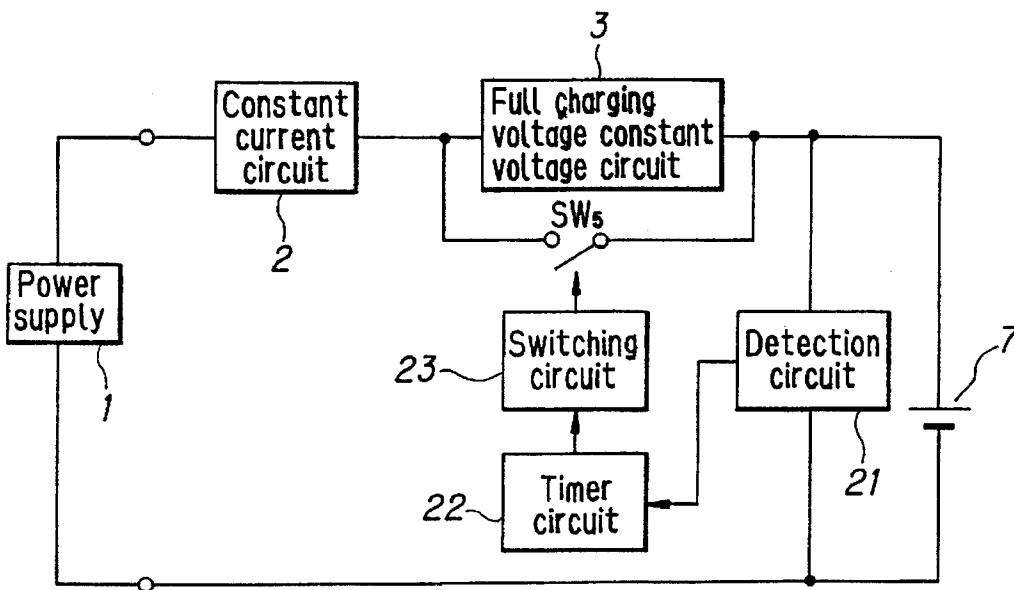 3
Constant
current
circuit
2
Full charging
voltage constant
voltage circuit
SW5
Power
supply
1
Switching
circuit
23
Detection
circuit
21
7
Timer
circuit
22